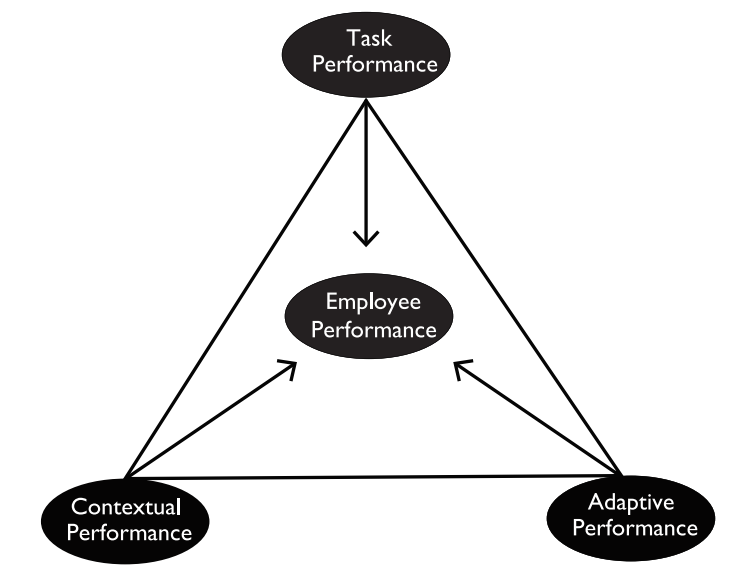 Task
Performance
Employee
Performance
Contextual
Performance
Adaptive
Performance